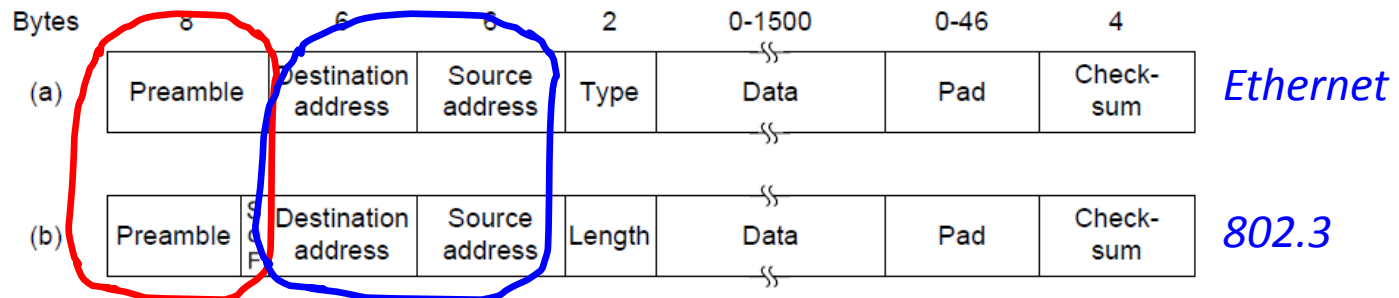 Bytes 8 6 6 2 0-1500 0-46 4
(a) Preamble Destination address Source address Type Data Pad Check-sum Ethernet
(b) Preamble SoF Destination address Source address Length Data Pad Check-sum 802.3